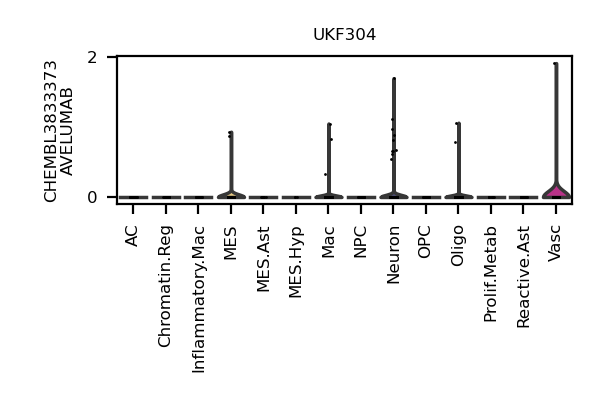 UKF304
CHEMBL3833373
AVELUMAB
2
0
AC
Chromatin.Reg
Inflammatory.Mac
MES
MES.Ast
MES.Hyp
Mac
NPC
Neuron
OPC
Oligo
Prolif.Metab
Reactive.Ast
Vasc